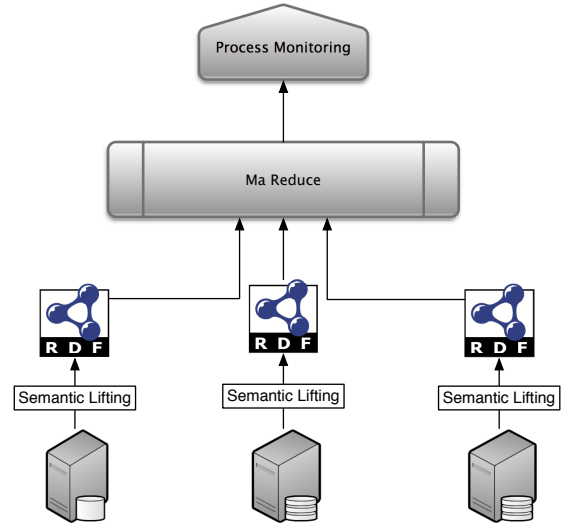 Process Monitoring
Ma Reduce
R D F
R D F
R D F
Semantic Lifting
Semantic Lifting
Semantic Lifting